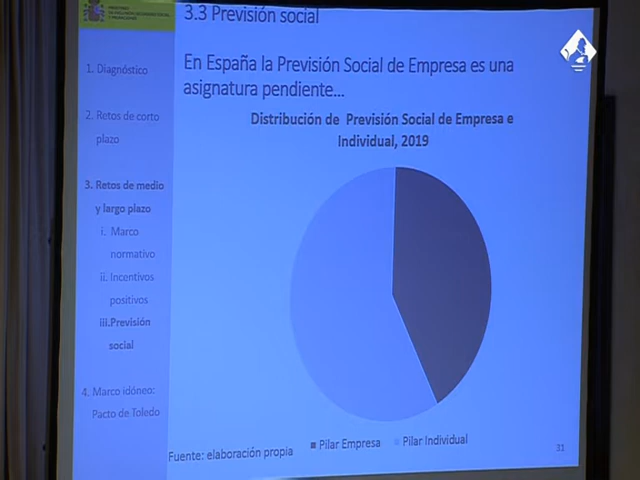 3.3 Previsión social
En España la Previsión Social de Empresa es una
asignatura pendiente...
Distribución de Previsión Social de Empresa e
Individual, 2019
1. Diagnóstico
2. Retos de corto
plazo
3. Retos de medio
y largo plazo
i. Marco
normativo
ii. Incentivos
positivos
iii.Previsión
social
4. Marco idóneo:
Pacto de Toledo
Pilar Empresa
Pilar Individual
Fuente: elaboración propia
31